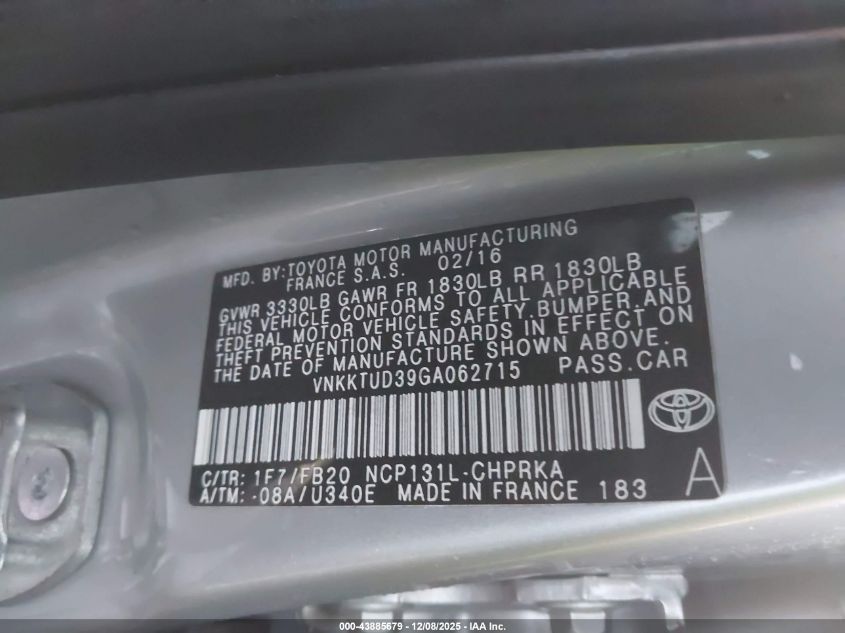 MFD. BY: TOYOTA MOTOR MANUFACTURING
FRANCE S.A.S. 02/16
GVWR 3330LB GAWR FR 1830LB RR 1830LB
THIS VEHICLE CONFORMS TO ALL APPLICABLE
FEDERAL MOTOR VEHICLE SAFETY, BUMPER, AND
THEFT PREVENTION STANDARDS IN EFFECT ON
THE DATE OF MANUFACTURE SHOWN ABOVE.
VNKKTUD39GA062715 PASS.CAR
C/TR: 1F7/FB20 NCP131L-CHPRKA
A/TM: -08A/U340E MADE IN FRANCE 183 A
000-43885679 | 12/08/2025 | IAA Inc.